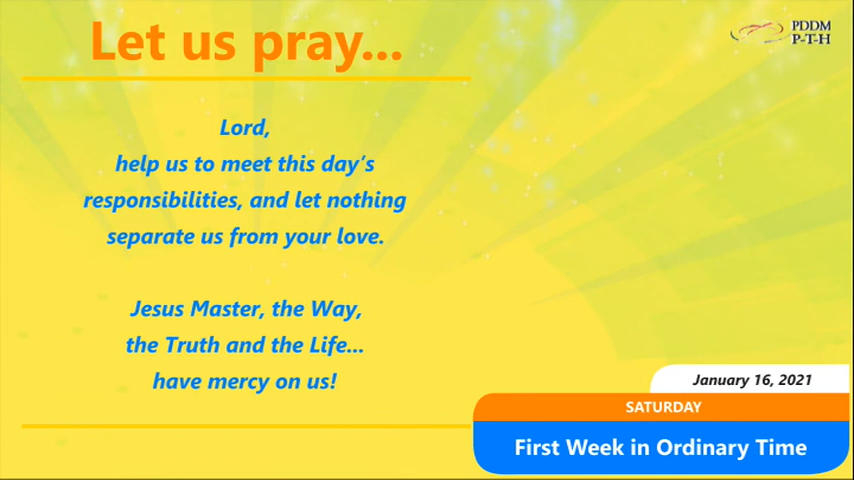 Let us pray...
PDDM
P-T-H
Lord,
help us to meet this day's
responsibilities, and let nothing
separate us from your love.
Jesus Master, the Way,
the Truth and the Life...
have mercy on us!
January 16, 2021
SATURDAY
First Week in Ordinary Time